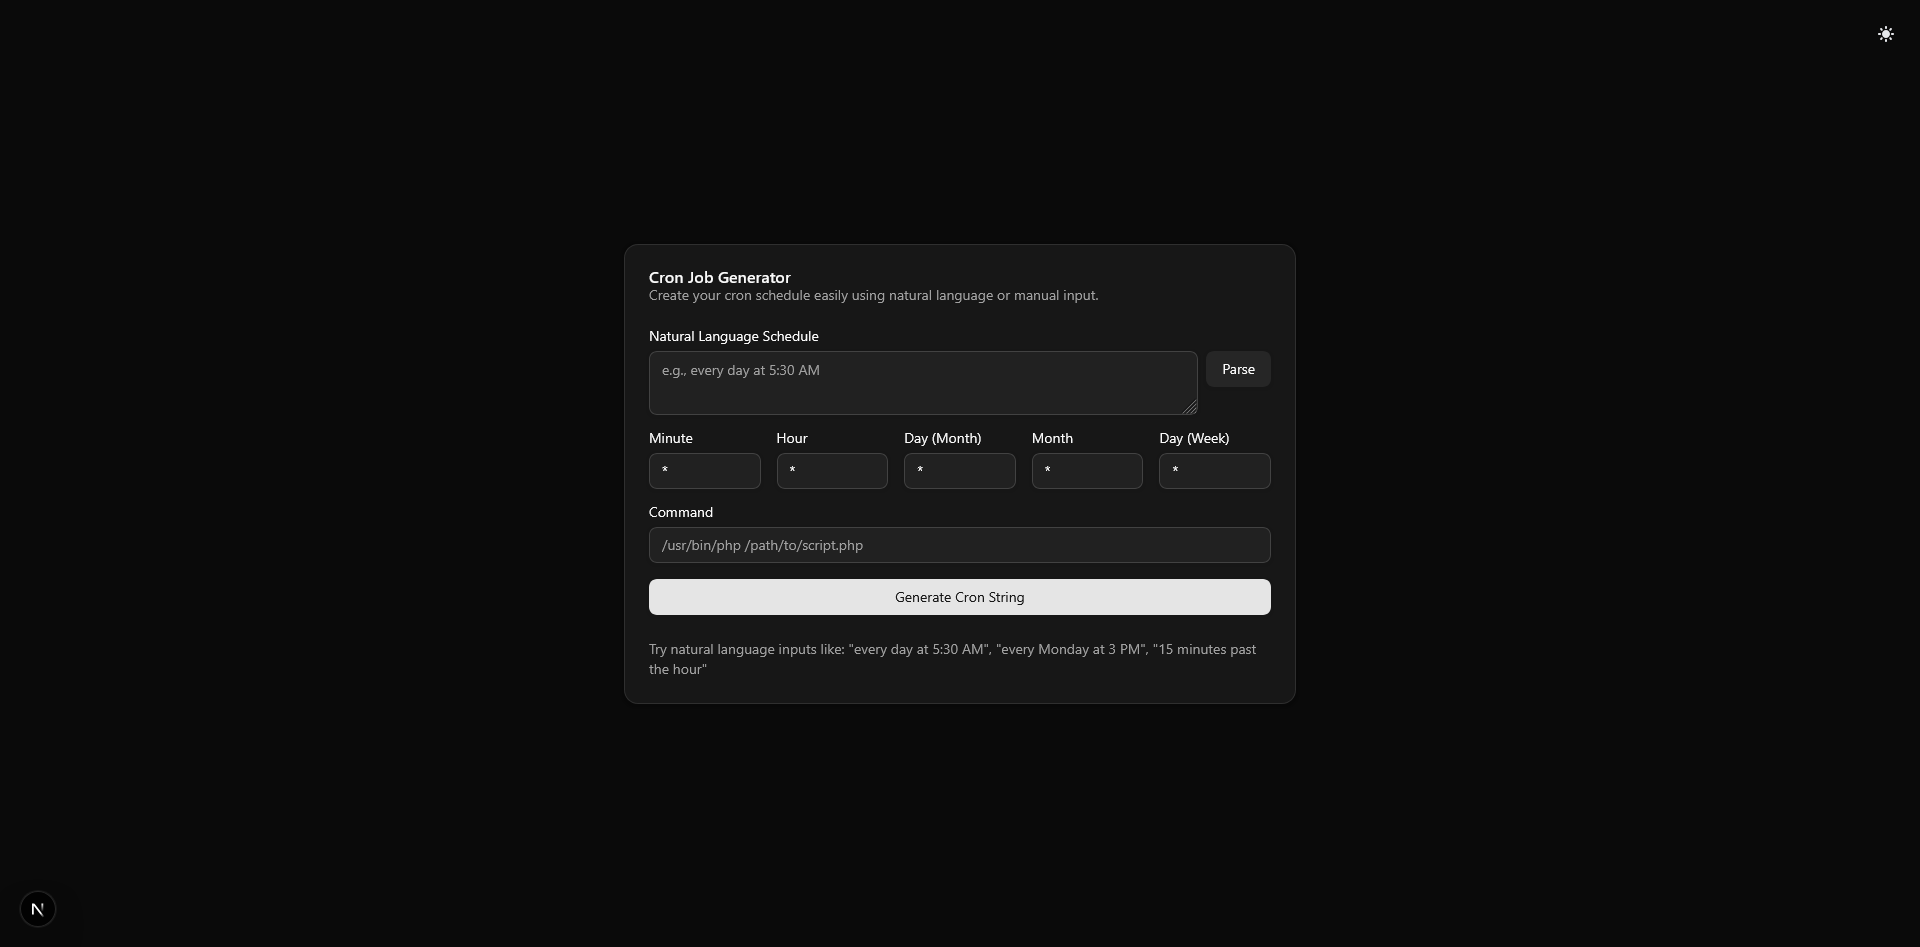 Cron Job Generator
Create your cron schedule easily using natural language or manual input.
Natural Language Schedule
e.g., every day at 5:30 AM
Parse
Minute
Hour
Day (Month)
Month
Day (Week)
*
*
*
*
*
Command
/usr/bin/php /path/to/script.php
Generate Cron String
Try natural language inputs like: "every day at 5:30 AM", "every Monday at 3 PM", "15 minutes past
the hour"
N